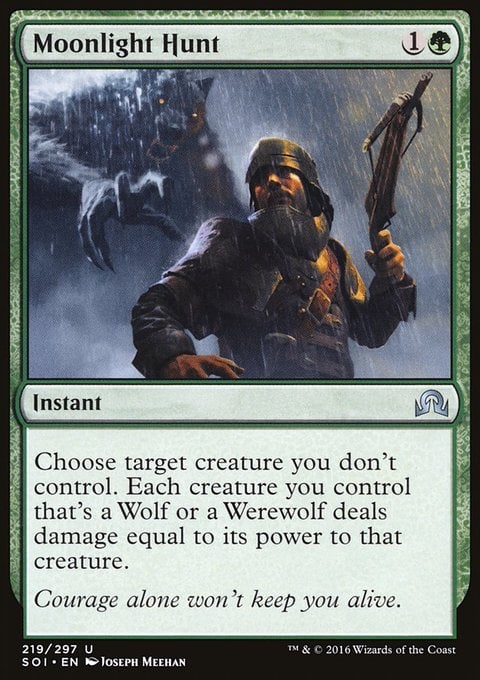 Moonlight Hunt 1
Instant
Choose target creature you don't
control. Each creature you control
that's a Wolf or a Werewolf deals
damage equal to its power to that
creature.
Courage alone won't keep you alive.
219/297 U
SOI • EN Joseph Meehan
™ & © 2016 Wizards of the Coast